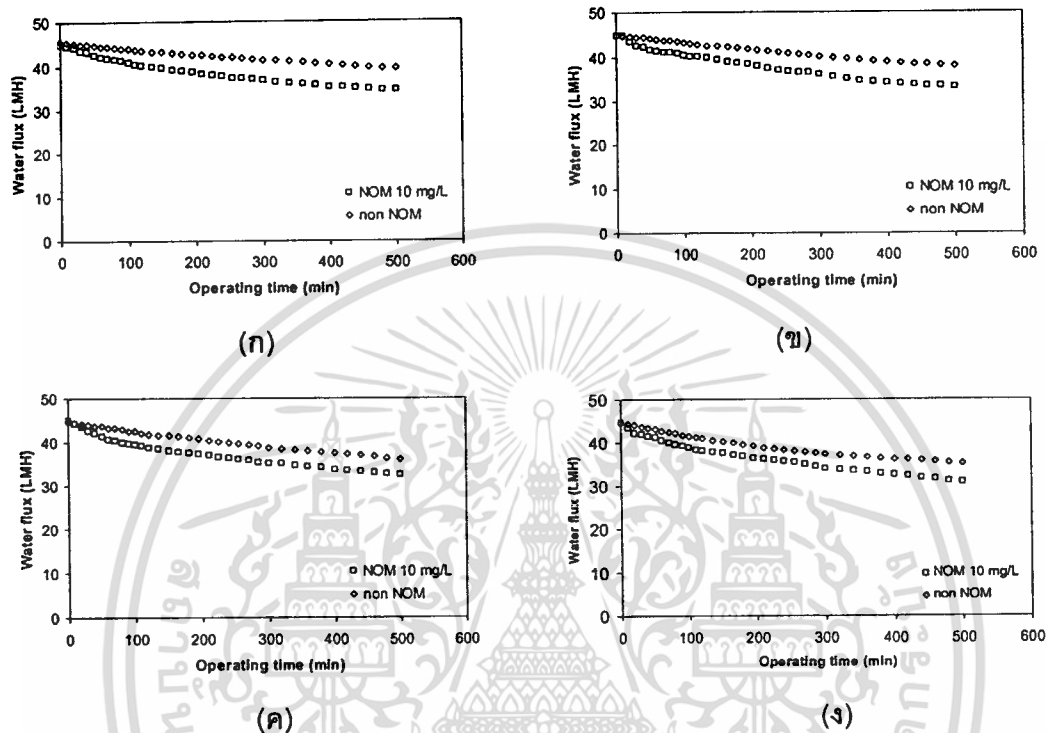 50
40
30
20
10
0
Water flux (LMH)
□ NOM 10 mg/L
◇ non NOM
0 100 200 300 400 500 600
Operating time (min)
(ก)
50
40
30
20
10
0
Water flux (LMH)
□ NOM 10 mg/L
◇ non NOM
0 100 200 300 400 500 600
Operating time (min)
(ข)
50
40
30
20
10
0
Water flux (LMH)
□ NOM 10 mg/L
◇ non NOM
0 100 200 300 400 500 600
Operating time (min)
(ค)
50
40
30
20
10
0
Water flux (LMH)
□ NOM 10 mg/L
◇ non NOM
0 100 200 300 400 500 600
Operating time (min)
(ง)